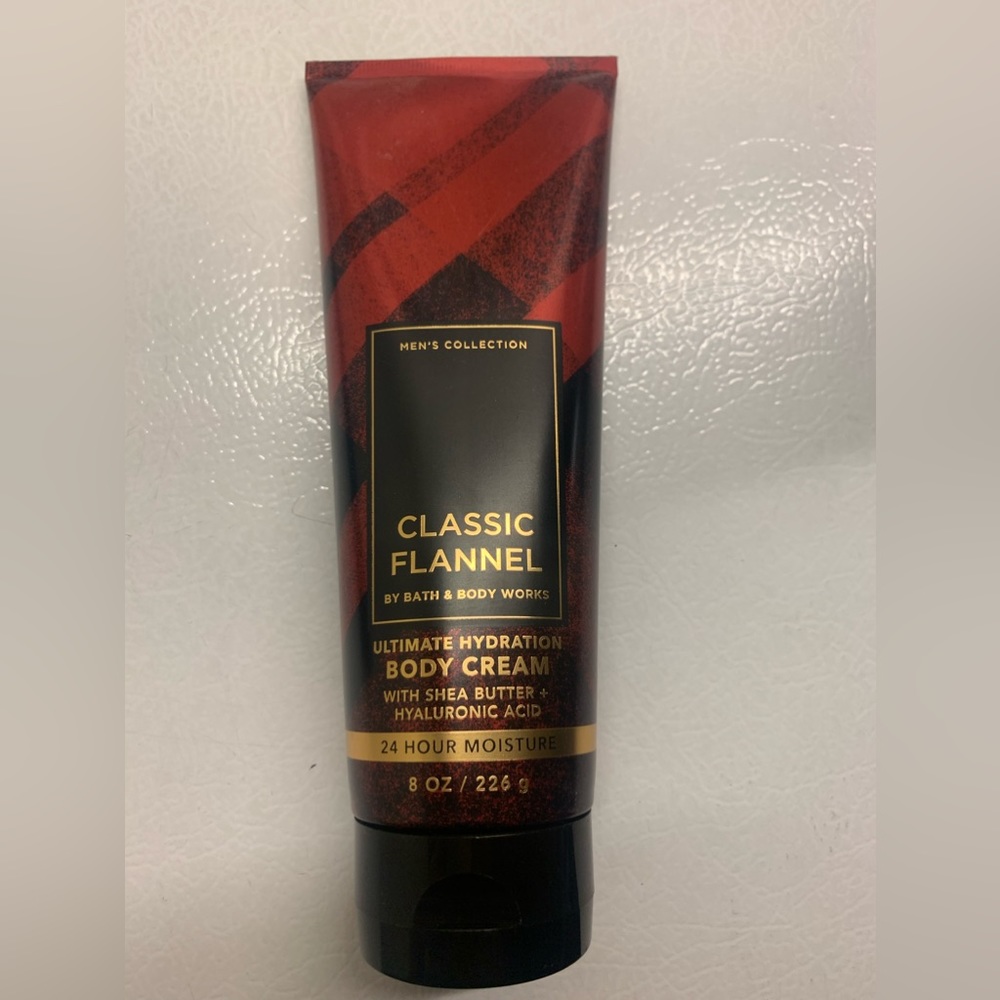 MEN'S COLLECTION
CLASSIC
FLANNEL
BY BATH & BODY WORKS
ULTIMATE HYDRATION
BODY CREAM
WITH SHEA BUTTER +
HYALURONIC ACID
24 HOUR MOISTURE
8 OZ / 226 g